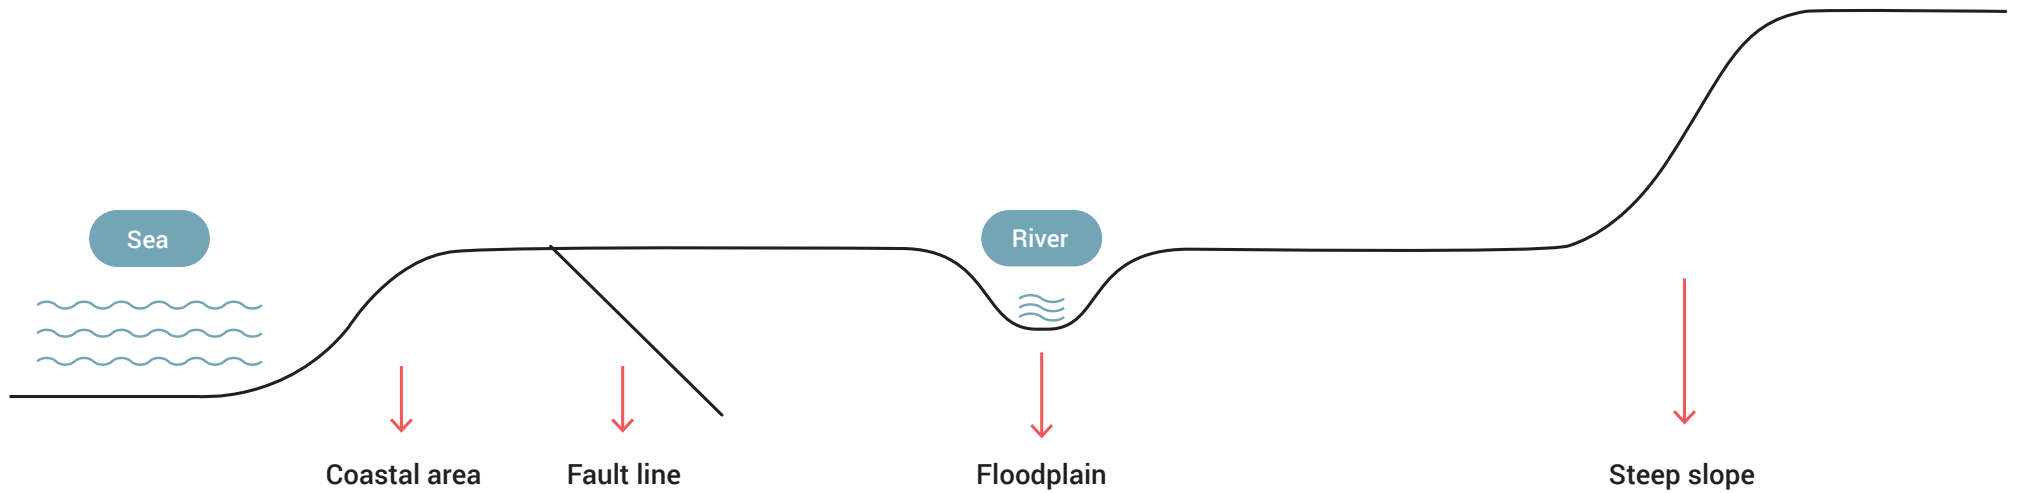 Sea
River
Coastal area
Fault line
Floodplain
Steep slope